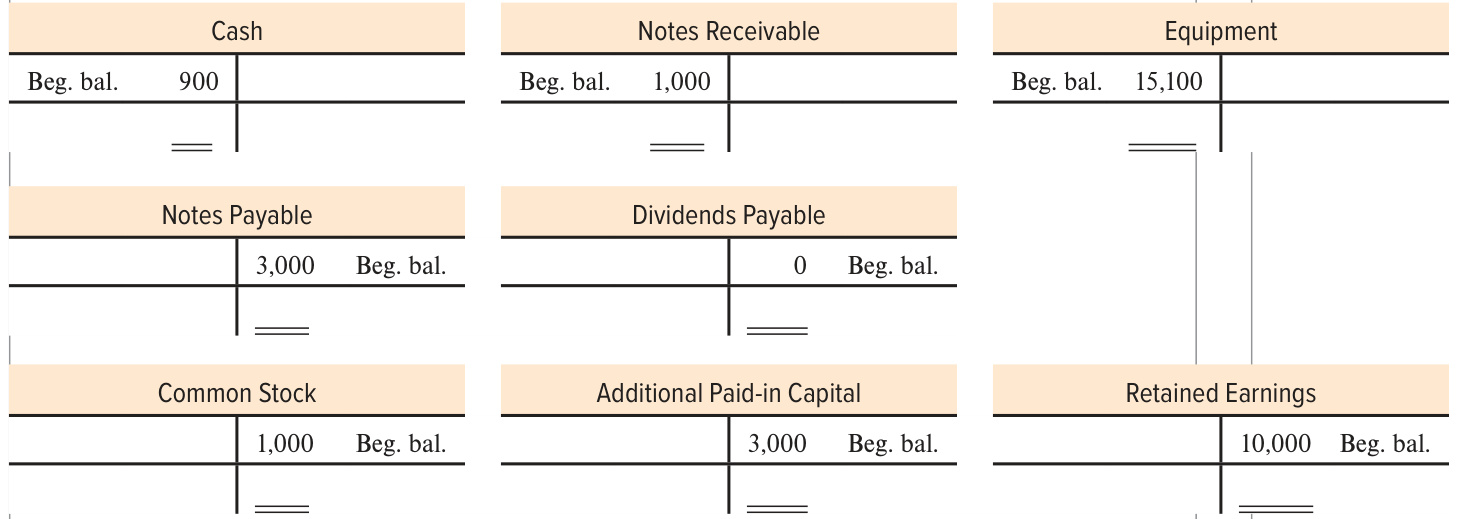 Cash Notes Receivable Equipment
Beg. bal. 900 Beg. bal. 1,000 Beg. bal. 15,100
Notes Payable Dividends Payable
3,000 Beg. bal. 0 Beg. bal.
Common Stock Additional Paid-in Capital Retained Earnings
1,000 Beg. bal. 3,000 Beg. bal. 10,000 Beg. bal.